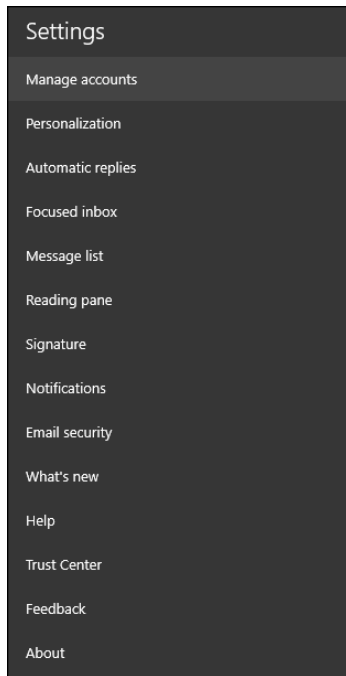 Settings
Manage accounts
Personalization
Automatic replies
Focused inbox
Message list
Reading pane
Signature
Notifications
Email security
What's new
Help
Trust Center
Feedback
About